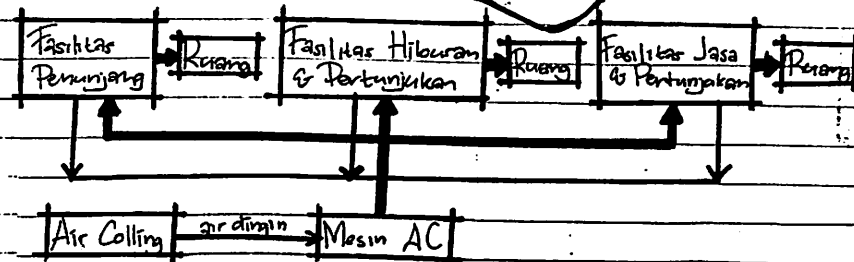 Fasilitas
Penunjang
Ruang
Fasilitas Hiburan
& Pertunjukan
Ruang
Fasilitas Jasa
& Pertunjukan
Ruang
Air Colling
air dingin
Mesin AC